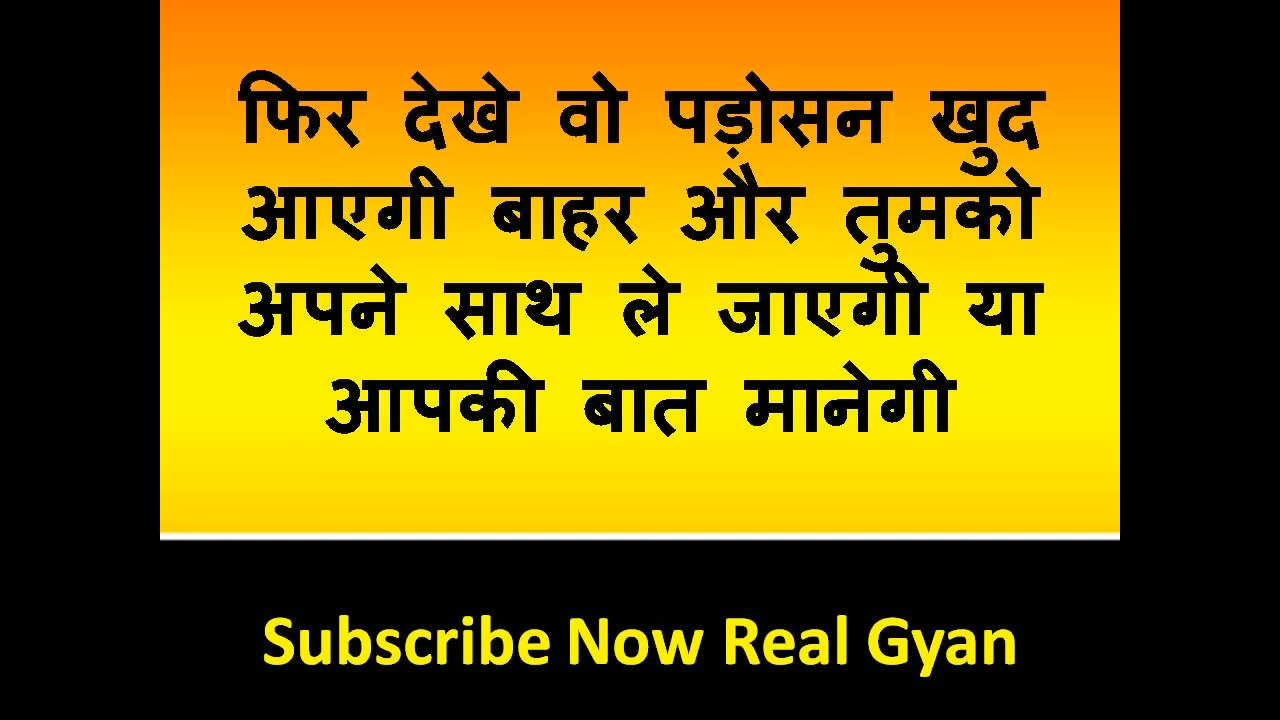 फिर देखे वो पड़ोसन खुद
आएगी बाहर और तुमको
अपने साथ ले जाएगी या
आपकी बात मानेगी
Subscribe Now Real Gyan